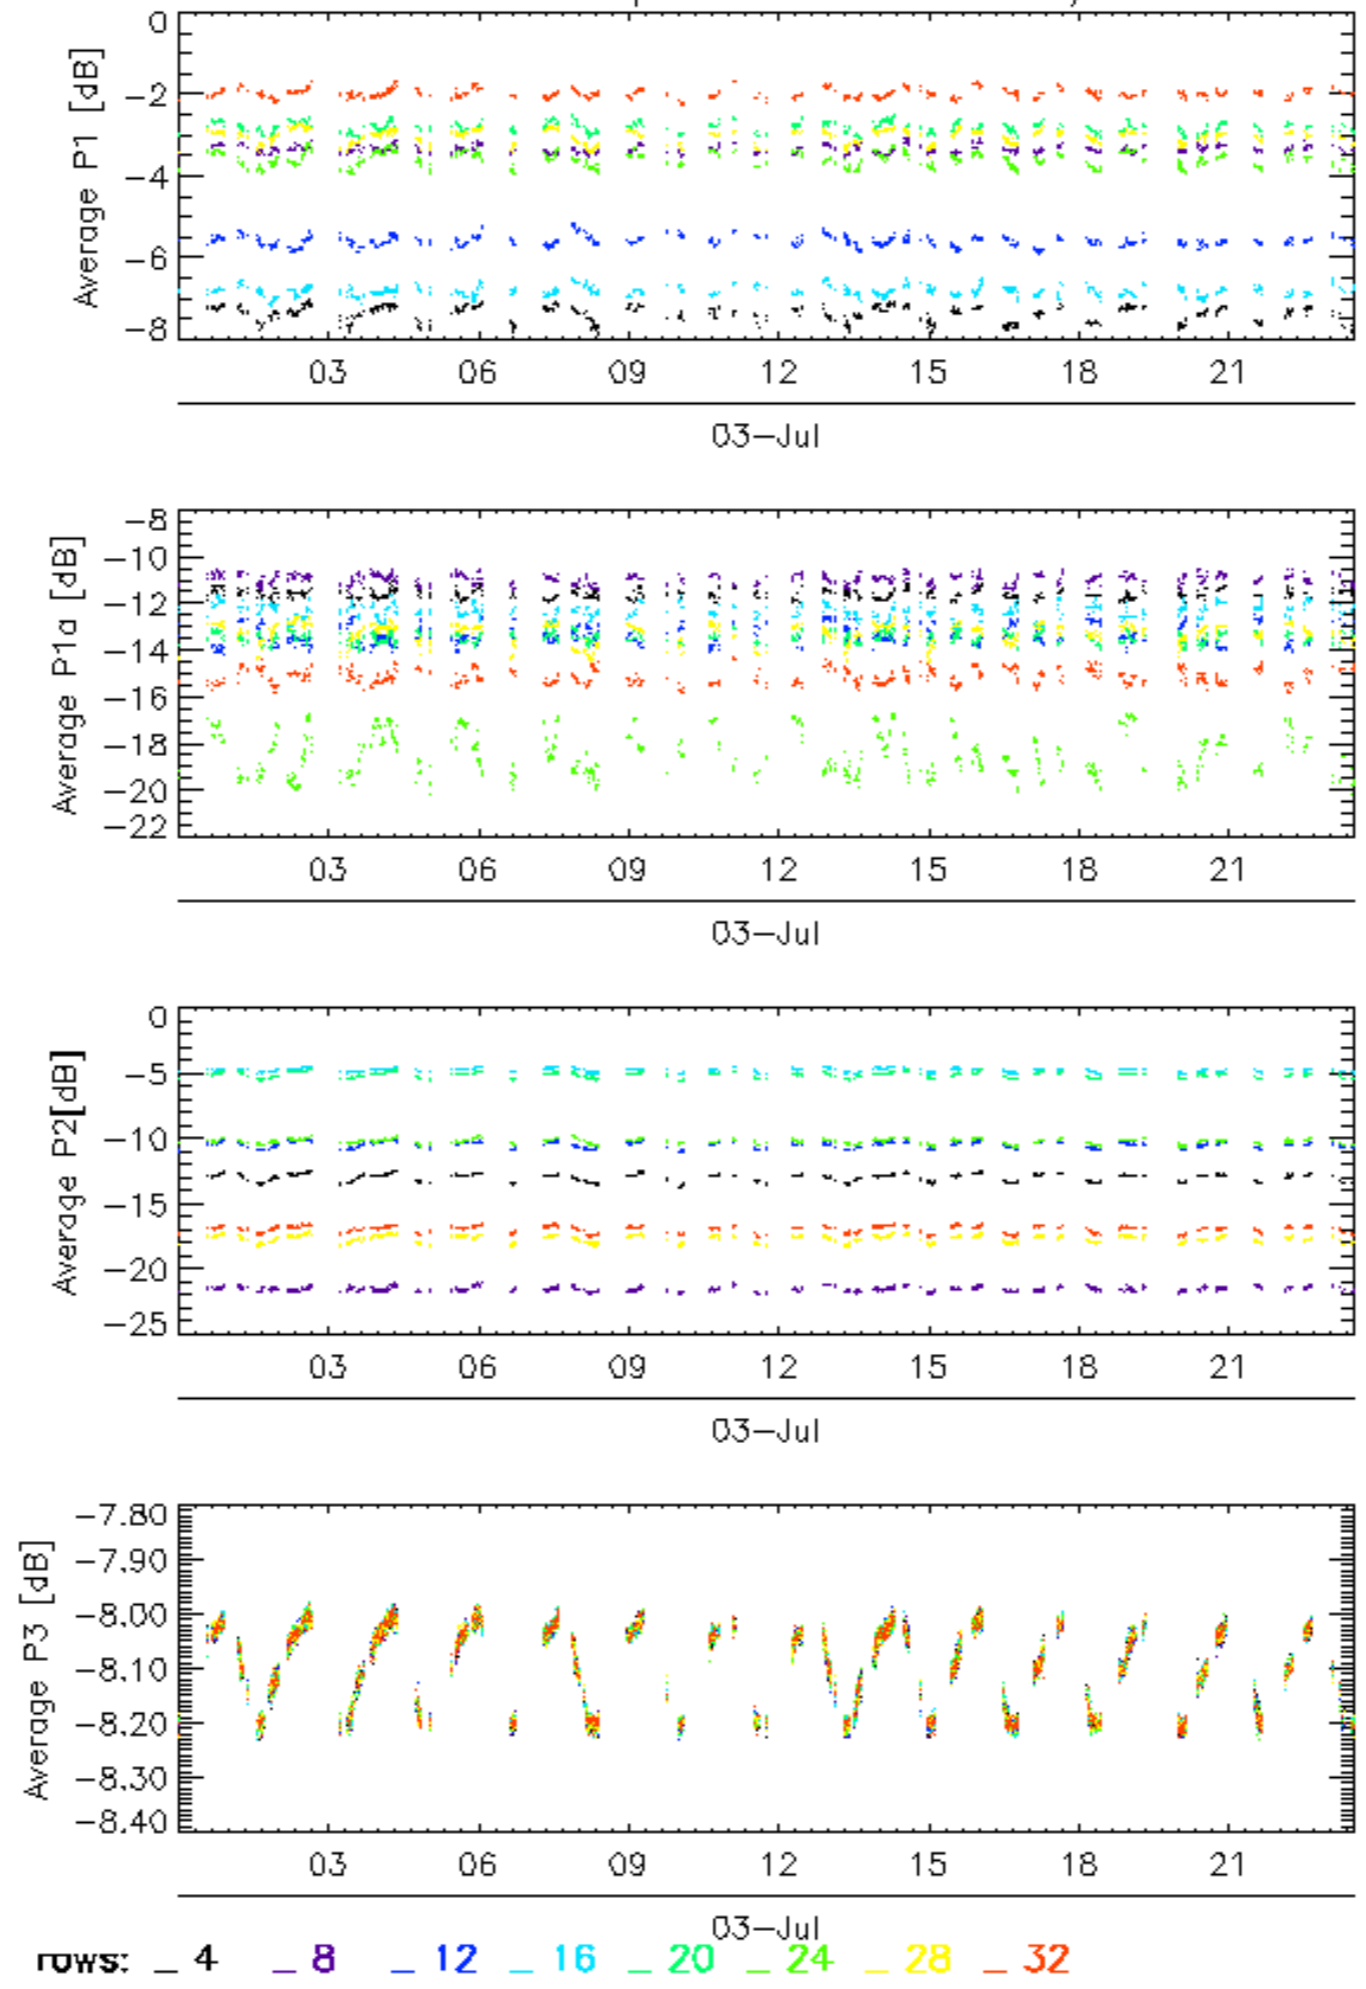 Average P1 [dB]
0
−2
−4
−6
−8
03 06 09 12 15 18 21
03−Jul
Average P1a [dB]
−8
−10
−12
−14
−16
−18
−20
−22
03 06 09 12 15 18 21
03−Jul
Average P2[dB]
0
−5
−10
−15
−20
−25
03 06 09 12 15 18 21
03−Jul
Average P3 [dB]
−7.80
−7.90
−8.00
−8.10
−8.20
−8.30
−8.40
03 06 09 12 15 18 21
03−Jul
rows: _ 4 _ 8 _ 12 _ 16 _ 20 _ 24 _ 28 _ 32